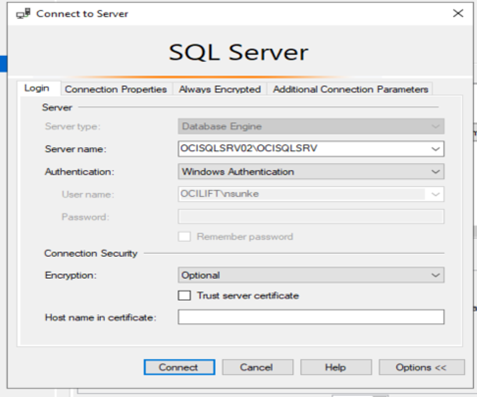 Connect to Server
SQL Server
Login Connection Properties Always Encrypted Additional Connection Parameters
Server
Server type: Database Engine
Server name: OCISQLSRV02\OCISQLSRV
Authentication: Windows Authentication
User name: OCILIFT\nsunke
Password:
Remember password
Connection Security
Encryption: Optional
Trust server certificate
Host name in certificate:
Connect Cancel Help Options <<